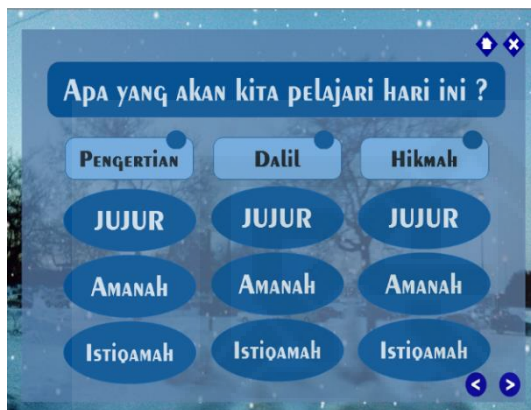 Apa yang akan kita pelajari hari ini ?
Pengertian Dalil Hikmah
JUJUR JUJUR JUJUR
Amanah Amanah Amanah
Istiqamah Istiqamah Istiqamah